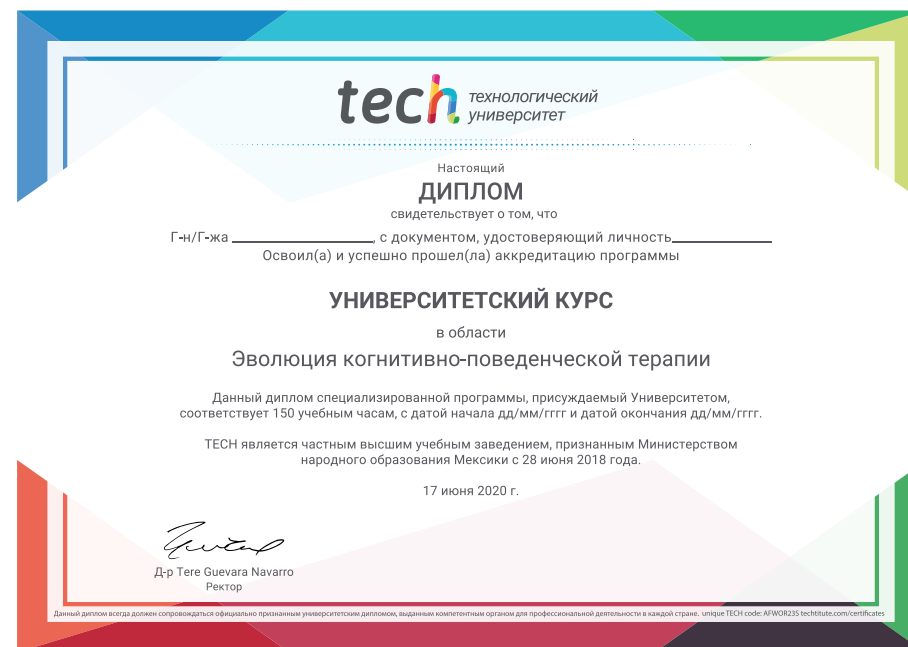 tech технологический
университет
Настоящий
ДИПЛОМ
свидетельствует о том, что
Г-н/Г-жа ____________________, с документом, удостоверяющий личность______________
Освоил(а) и успешно прошел(ла) аккредитацию программы
УНИВЕРСИТЕТСКИЙ КУРС
в области
Эволюция когнитивно-поведенческой терапии
Данный диплом специализированной программы, присуждаемый Университетом,
соответствует 150 учебным часам, с датой начала дд/мм/гггг и датой окончания дд/мм/гггг.
TECH является частным высшим учебным заведением, признанным Министерством
народного образования Мексики с 28 июня 2018 года.
17 июня 2020 г.
Д-р Tere Guevara Navarro
Ректор
Данный диплом всегда должен сопровождаться официально признанным университетским дипломом, выданным компетентным органом для профессиональной деятельности в каждой стране. unique TECH code: AFWOR23S techtitute.com/certificates